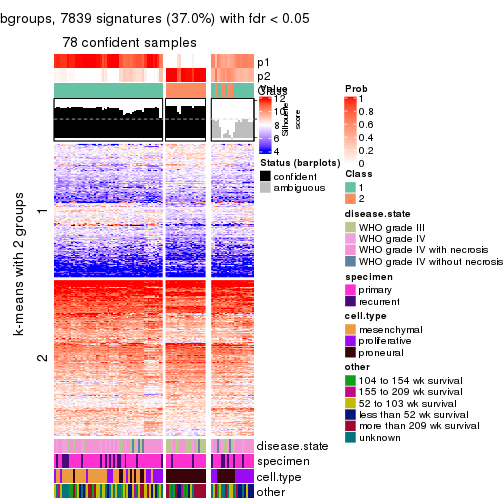 bgroups, 7839 signatures (37.0%) with fdr < 0.05
78 confident samples
p1
p2
Class
Value
12
10
8
6
4
Silhouette
score
Prob
1
0.8
0.6
0.4
0.2
0
Status (barplots)
confident
ambiguous
Class
1
2
disease.state
WHO grade III
WHO grade IV
WHO grade IV with necrosis
WHO grade IV without necrosis
specimen
primary
recurrent
cell.type
mesenchymal
proliferative
proneural
other
104 to 154 wk survival
155 to 209 wk survival
52 to 103 wk survival
less than 52 wk survival
more than 209 wk survival
unknown
k-means with 2 groups
1
2
disease.state
specimen
cell.type
other